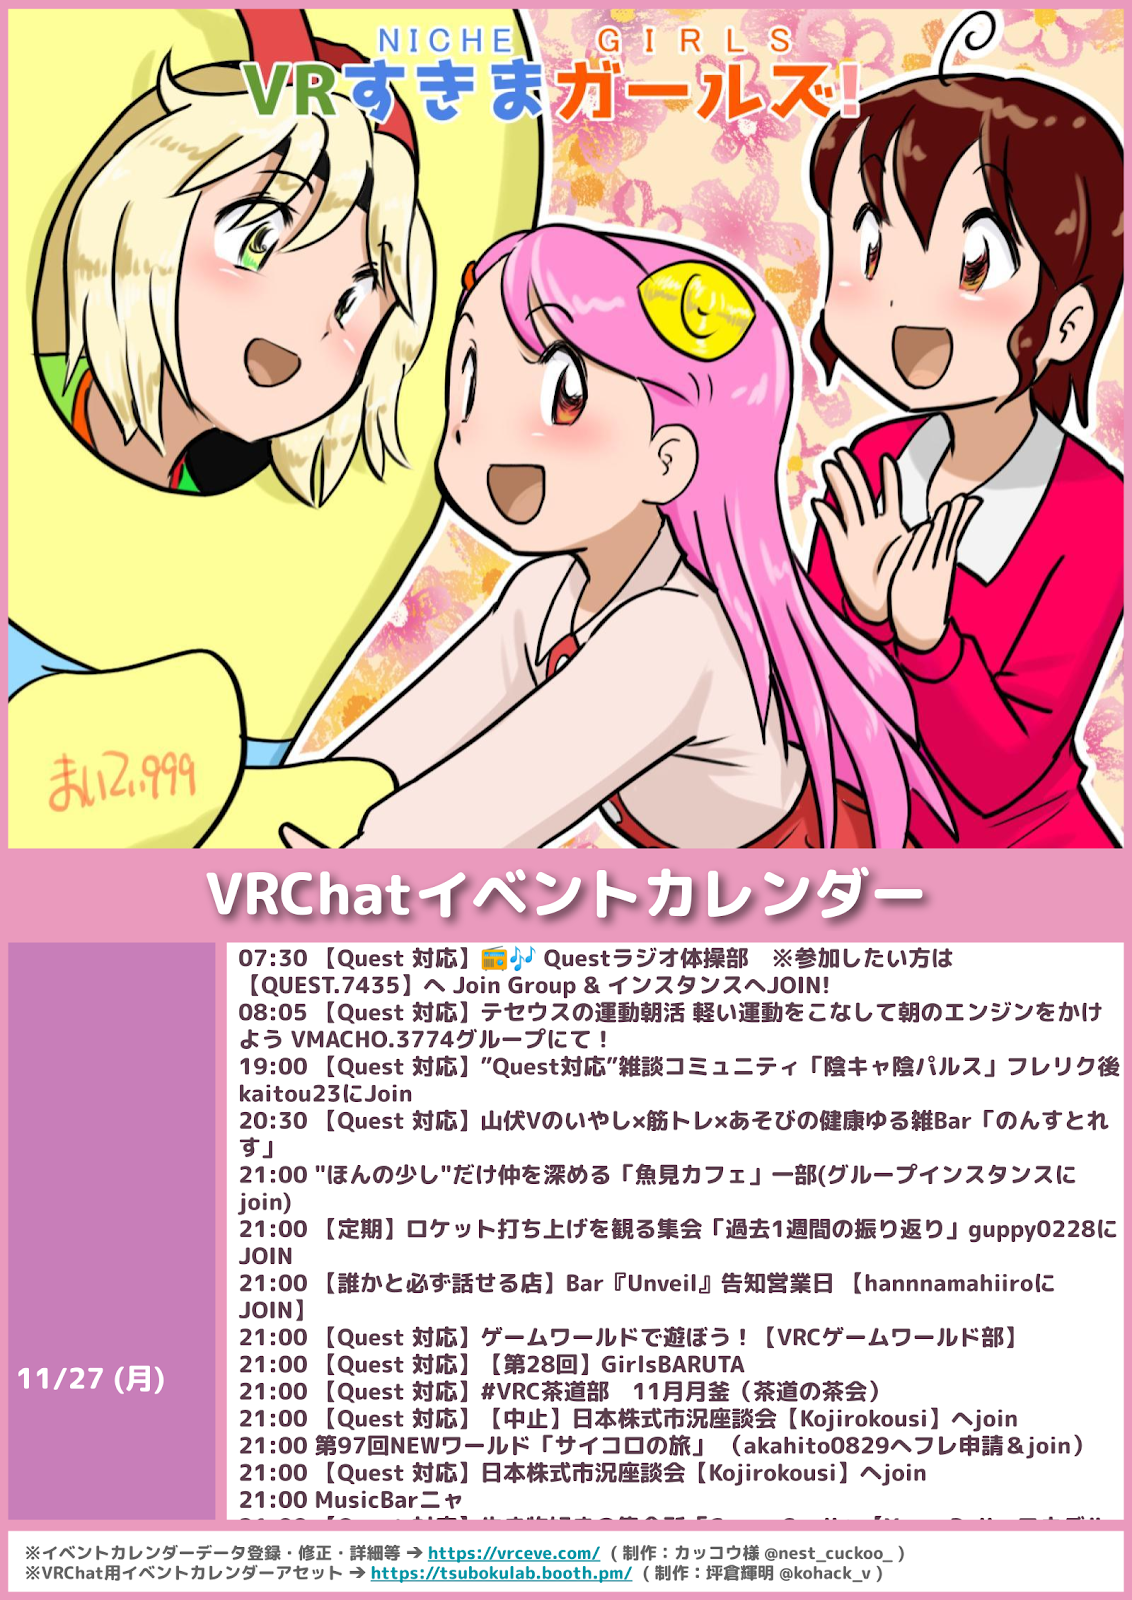 NICHE GIRLS
VRすきまガールズ!
まいてい999
VRChatイベントカレンダー
11/27 (月)
07:30 【Quest 対応】📻🎶 Questラジオ体操部　※参加したい方は
【QUEST.7435】へ Join Group & インスタンスへJOIN!
08:05 【Quest 対応】テセウスの運動朝活 軽い運動をこなして朝のエンジンをかけ
よう VMACHO.3774グループにて！
19:00 【Quest 対応】”Quest対応”雑談コミュニティ「陰キャ陰パルス」フレリク後
kaitou23にJoin
20:30 【Quest 対応】山伏Vのいやし×筋トレ×あそびの健康ゆる雑Bar「のんすとれ
す」
21:00 "ほんの少し"だけ仲を深める「魚見カフェ」一部(グループインスタンスに
join)
21:00 【定期】ロケット打ち上げを観る集会「過去1週間の振り返り」guppy0228に
JOIN
21:00 【誰かと必ず話せる店】Bar『Unveil』告知営業日 【hannnamahiiroに
JOIN】
21:00 【Quest 対応】ゲームワールドで遊ぼう！【VRCゲームワールド部】
21:00 【Quest 対応】【第28回】GirlsBARUTA
21:00 【Quest 対応】#VRC茶道部　11月月釜（茶道の茶会）
21:00 【Quest 対応】【中止】日本株式市況座談会【Kojirokousi】へjoin
21:00 第97回NEWワールド「サイコロの旅」（akahito0829へフレ申請＆join）
21:00 【Quest 対応】日本株式市況座談会【Kojirokousi】へjoin
21:00 MusicBarニャ
※イベントカレンダーデータ登録・修正・詳細等 ➔ https://vrceve.com/ ( 制作：カッコウ様 @nest_cuckoo_ )
※VRChat用イベントカレンダーアセット ➔ https://tsubokulab.booth.pm/ ( 制作：坪倉輝明 @kohack_v )